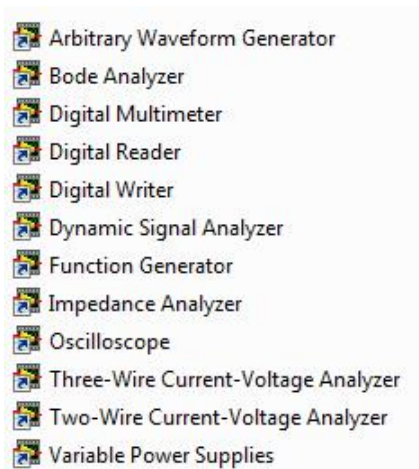 Arbitrary Waveform Generator
Bode Analyzer
Digital Multimeter
Digital Reader
Digital Writer
Dynamic Signal Analyzer
Function Generator
Impedance Analyzer
Oscilloscope
Three-Wire Current-Voltage Analyzer
Two-Wire Current-Voltage Analyzer
Variable Power Supplies